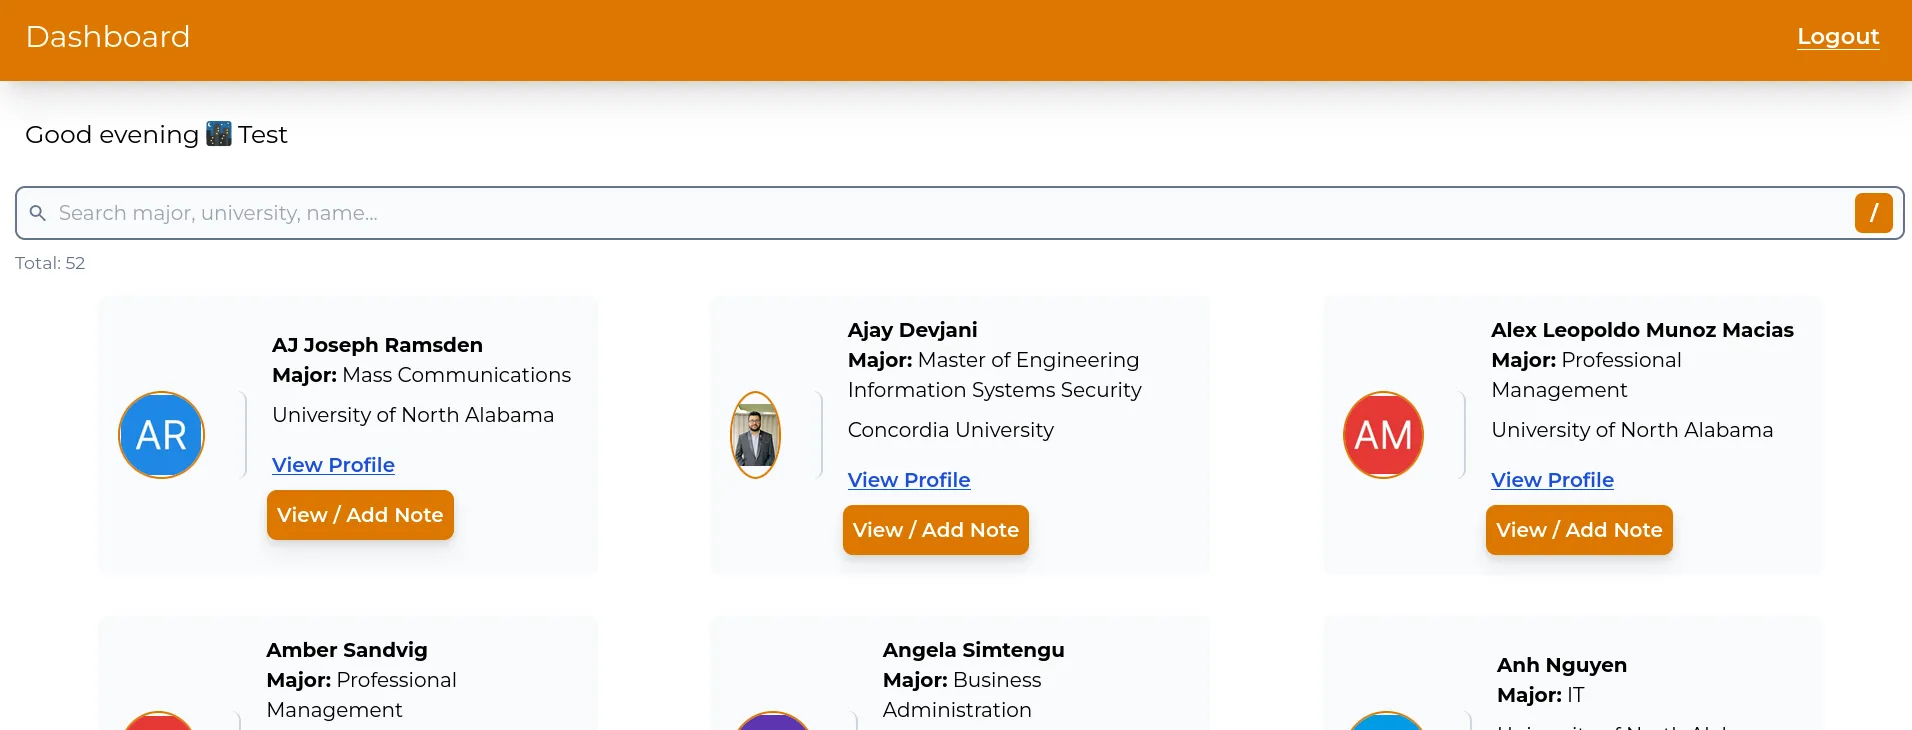 Dashboard
Logout
Good evening 🌃 Test
Search major, university, name...
/
Total: 52
AR
AJ Joseph Ramsden
Major: Mass Communications
University of North Alabama
View Profile
View / Add Note
Ajay Devjani
Major: Master of Engineering
Information Systems Security
Concordia University
View Profile
View / Add Note
AM
Alex Leopoldo Munoz Macias
Major: Professional
Management
University of North Alabama
View Profile
View / Add Note
Amber Sandvig
Major: Professional
Management
Angela Simtengu
Major: Business
Administration
Anh Nguyen
Major: IT